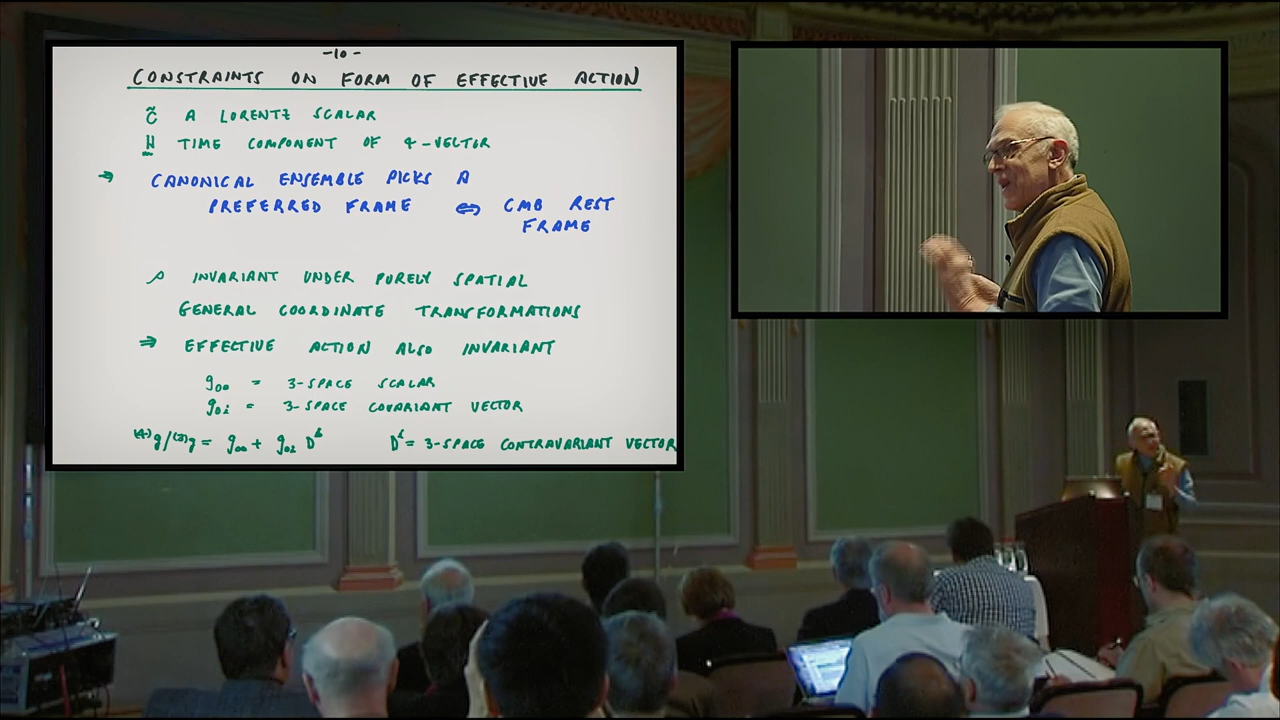 -10-
CONSTRAINTS ON FORM OF EFFECTIVE ACTION
C̃ A LORENTZ SCALAR
H TIME COMPONENT OF 4-VECTOR
⇒ CANONICAL ENSEMBLE PICKS A
PREFERRED FRAME ⇔ CMB REST
FRAME
ρ INVARIANT UNDER PURELY SPATIAL
GENERAL COORDINATE TRANSFORMATIONS
⇒ EFFECTIVE ACTION ALSO INVARIANT
g₀₀ = 3-SPACE SCALAR
g₀ᵢ = 3-SPACE COVARIANT VECTOR
⁽⁴⁾g/⁽³⁾g = g₀₀ + g₀ᵢ Dⁱ Dⁱ = 3-SPACE CONTRAVARIANT VECTOR